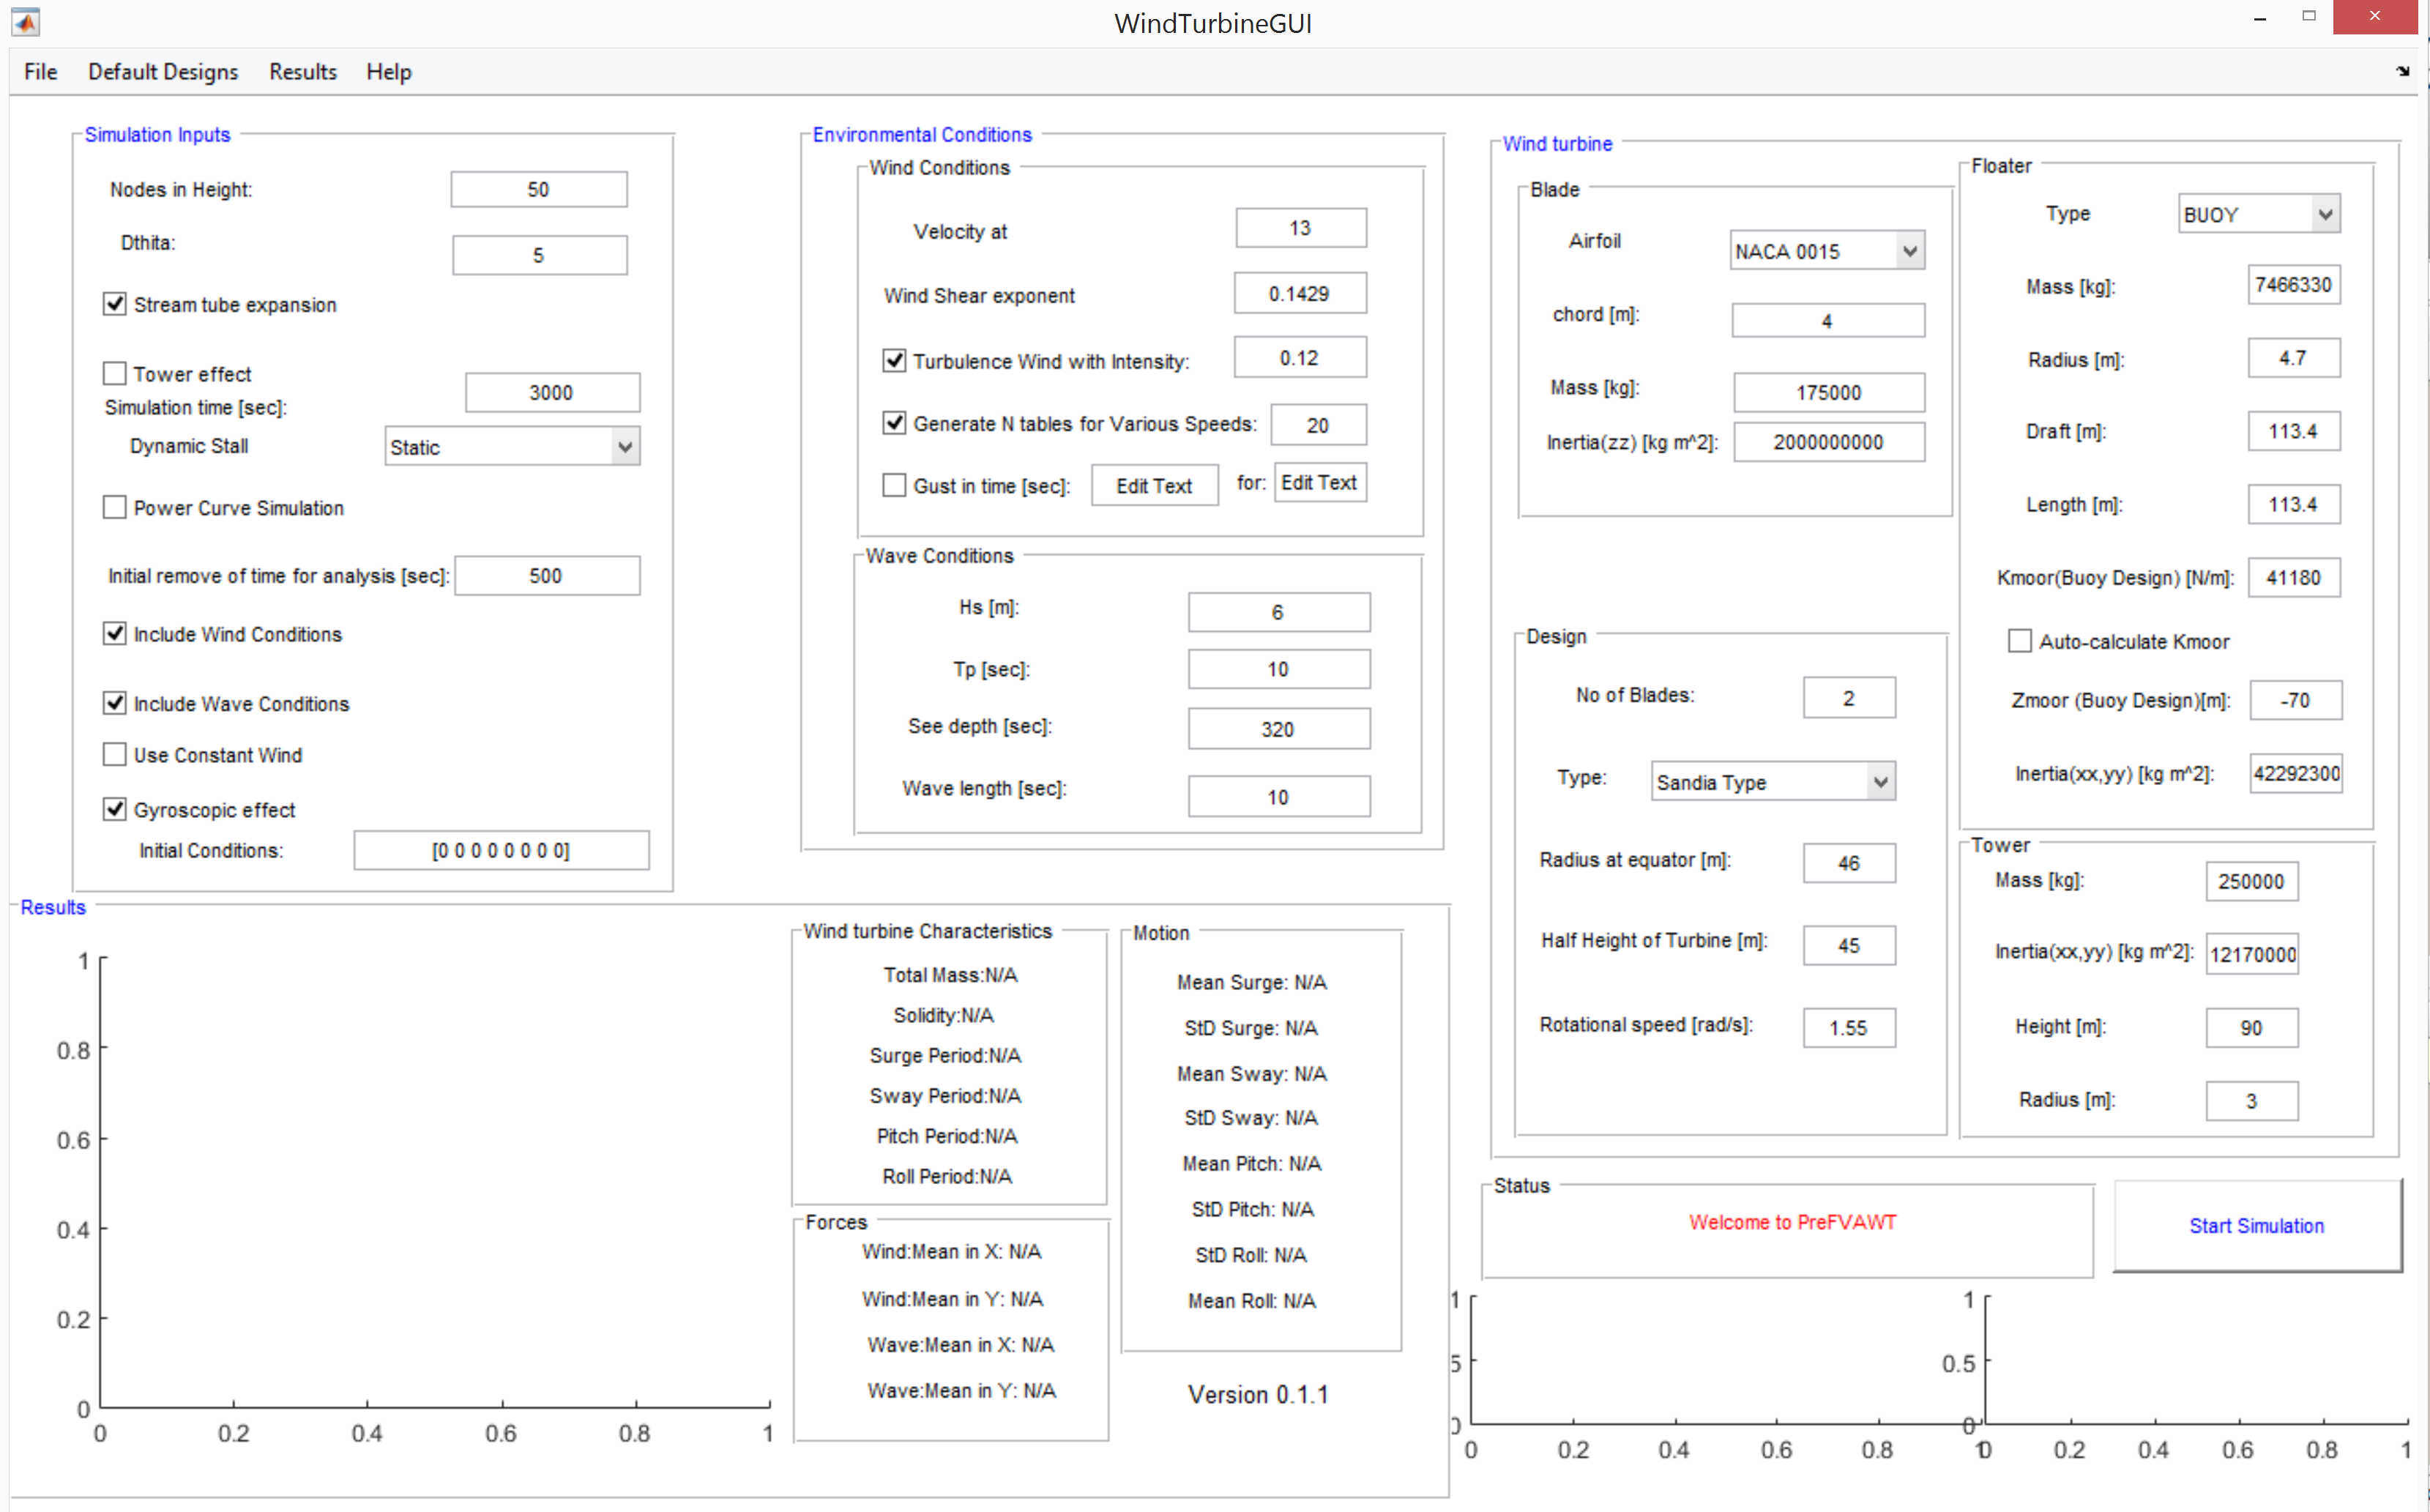 WindTurbineGUI
File Default Designs Results Help
Simulation Inputs
Nodes in Height: 50
Dthita: 5
Stream tube expansion
Tower effect
Simulation time [sec]: 3000
Dynamic Stall Static
Power Curve Simulation
Initial remove of time for analysis [sec]: 500
Include Wind Conditions
Include Wave Conditions
Use Constant Wind
Gyroscopic effect
Initial Conditions: [0 0 0 0 0 0 0 0]
Environmental Conditions
Wind Conditions
Velocity at 13
Wind Shear exponent 0.1429
Turbulence Wind with Intensity: 0.12
Generate N tables for Various Speeds: 20
Gust in time [sec]: Edit Text for: Edit Text
Wave Conditions
Hs [m]: 6
Tp [sec]: 10
See depth [sec]: 320
Wave length [sec]: 10
Wind turbine
Blade
Airfoil NACA 0015
chord [m]: 4
Mass [kg]: 175000
Inertia(zz) [kg m^2]: 2000000000
Design
No of Blades: 2
Type: Sandia Type
Radius at equator [m]: 46
Half Height of Turbine [m]: 45
Rotational speed [rad/s]: 1.55
Floater
Type BUOY
Mass [kg]: 7466330
Radius [m]: 4.7
Draft [m]: 113.4
Length [m]: 113.4
Kmoor(Buoy Design) [N/m]: 41180
Auto-calculate Kmoor
Zmoor (Buoy Design)[m]: -70
Inertia(xx,yy) [kg m^2]: 42292300
Tower
Mass [kg]: 250000
Inertia(xx,yy) [kg m^2]: 12170000
Height [m]: 90
Radius [m]: 3
Results
1
0.8
0.6
0.4
0.2
0
0 0.2 0.4 0.6 0.8 1
Wind turbine Characteristics
Total Mass:N/A
Solidity:N/A
Surge Period:N/A
Sway Period:N/A
Pitch Period:N/A
Roll Period:N/A
Forces
Wind:Mean in X: N/A
Wind:Mean in Y: N/A
Wave:Mean in X: N/A
Wave:Mean in Y: N/A
Motion
Mean Surge: N/A
StD Surge: N/A
Mean Sway: N/A
StD Sway: N/A
Mean Pitch: N/A
StD Pitch: N/A
StD Roll: N/A
Mean Roll: N/A
Version 0.1.1
Status
Welcome to PreFVAWT
Start Simulation
1
5
0
0 0.2 0.4 0.6 0.8 1
1
0.5
0
0 0.2 0.4 0.6 0.8 1